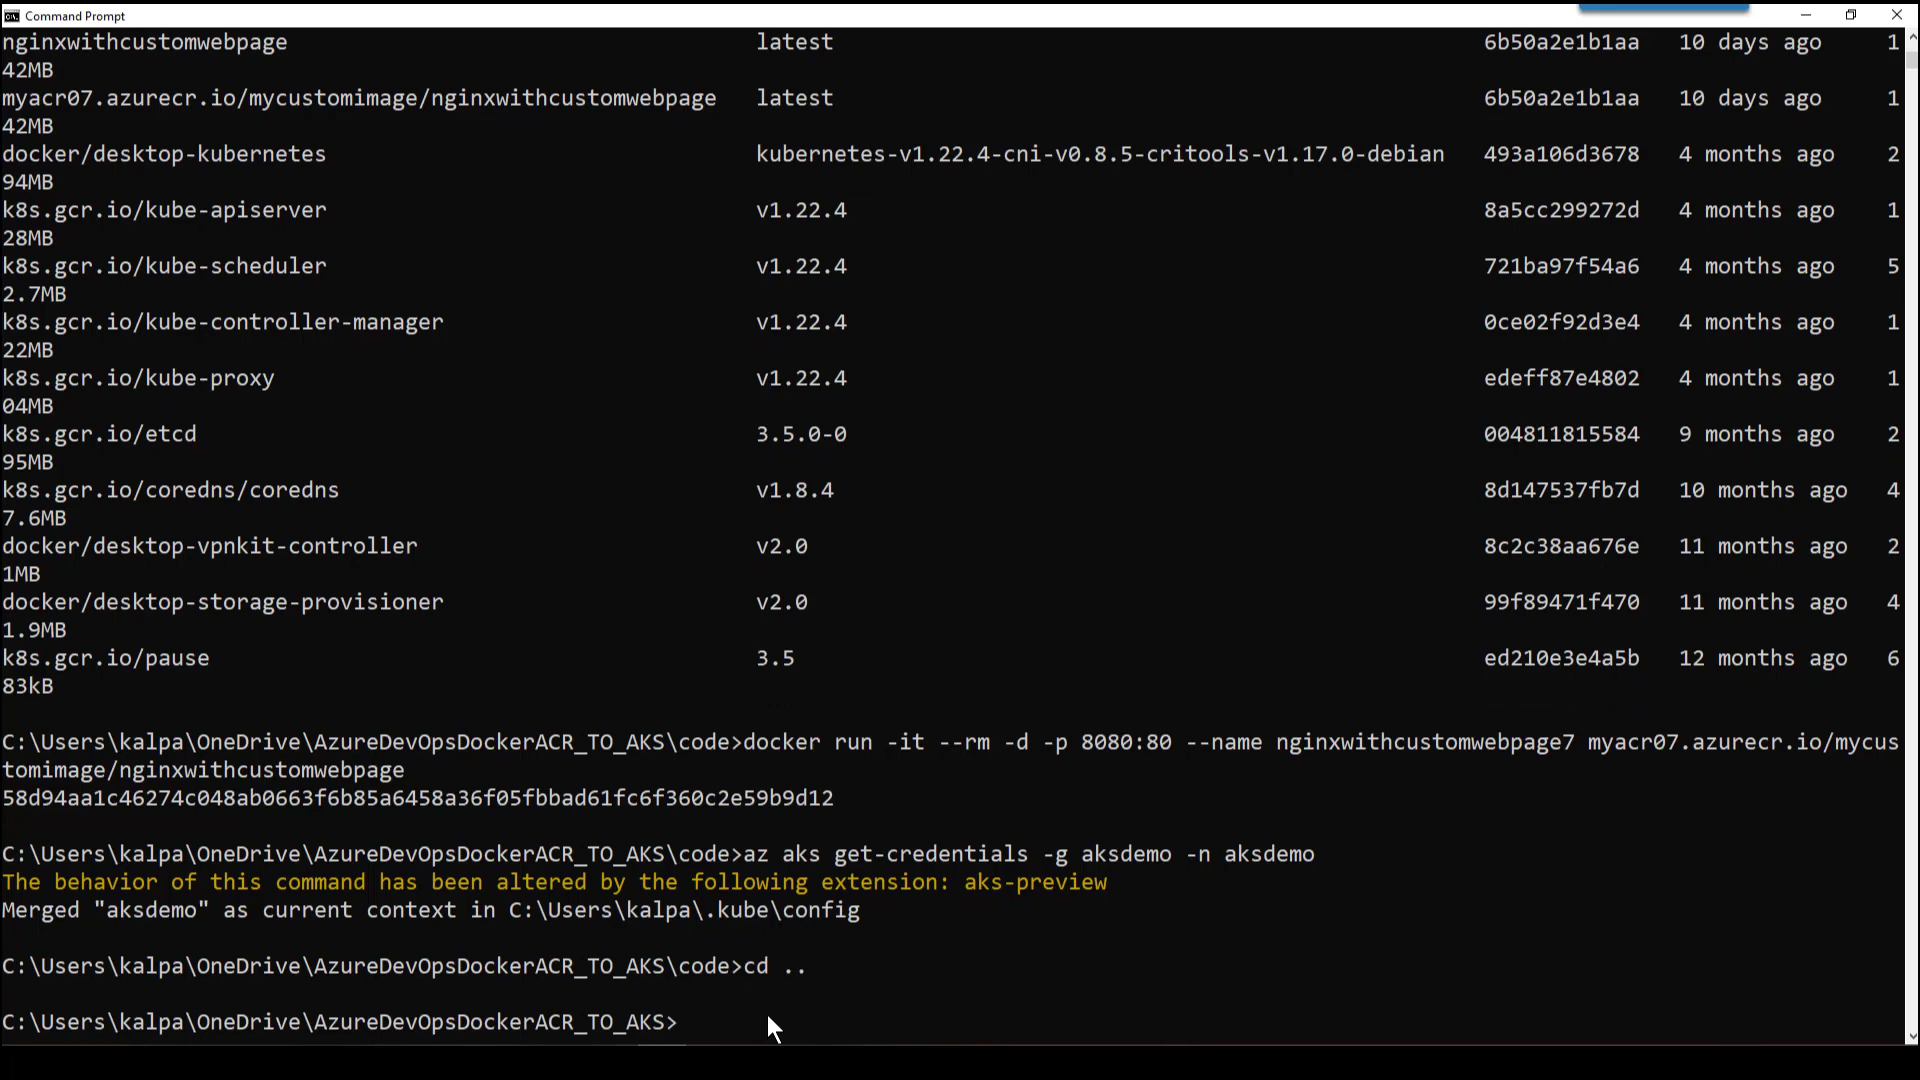 Command Prompt
nginxwithcustomwebpage latest 6b50a2e1b1aa 10 days ago 1
42MB
myacr07.azurecr.io/mycustomimage/nginxwithcustomwebpage latest 6b50a2e1b1aa 10 days ago 1
42MB
docker/desktop-kubernetes kubernetes-v1.22.4-cni-v0.8.5-critools-v1.17.0-debian 493a106d3678 4 months ago 2
94MB
k8s.gcr.io/kube-apiserver v1.22.4 8a5cc299272d 4 months ago 1
28MB
k8s.gcr.io/kube-scheduler v1.22.4 721ba97f54a6 4 months ago 5
2.7MB
k8s.gcr.io/kube-controller-manager v1.22.4 0ce02f92d3e4 4 months ago 1
22MB
k8s.gcr.io/kube-proxy v1.22.4 edeff87e4802 4 months ago 1
04MB
k8s.gcr.io/etcd 3.5.0-0 004811815584 9 months ago 2
95MB
k8s.gcr.io/coredns/coredns v1.8.4 8d147537fb7d 10 months ago 4
7.6MB
docker/desktop-vpnkit-controller v2.0 8c2c38aa676e 11 months ago 2
1MB
docker/desktop-storage-provisioner v2.0 99f89471f470 11 months ago 4
1.9MB
k8s.gcr.io/pause 3.5 ed210e3e4a5b 12 months ago 6
83kB
C:\Users\kalpa\OneDrive\AzureDevOpsDockerACR_TO_AKS\code>docker run -it --rm -d -p 8080:80 --name nginxwithcustomwebpage7 myacr07.azurecr.io/mycus
tomimage/nginxwithcustomwebpage
58d94aa1c46274c048ab0663f6b85a6458a36f05fbbad61fc6f360c2e59b9d12
C:\Users\kalpa\OneDrive\AzureDevOpsDockerACR_TO_AKS\code>az aks get-credentials -g aksdemo -n aksdemo
The behavior of this command has been altered by the following extension: aks-preview
Merged "aksdemo" as current context in C:\Users\kalpa\.kube\config
C:\Users\kalpa\OneDrive\AzureDevOpsDockerACR_TO_AKS\code>cd ..
C:\Users\kalpa\OneDrive\AzureDevOpsDockerACR_TO_AKS>